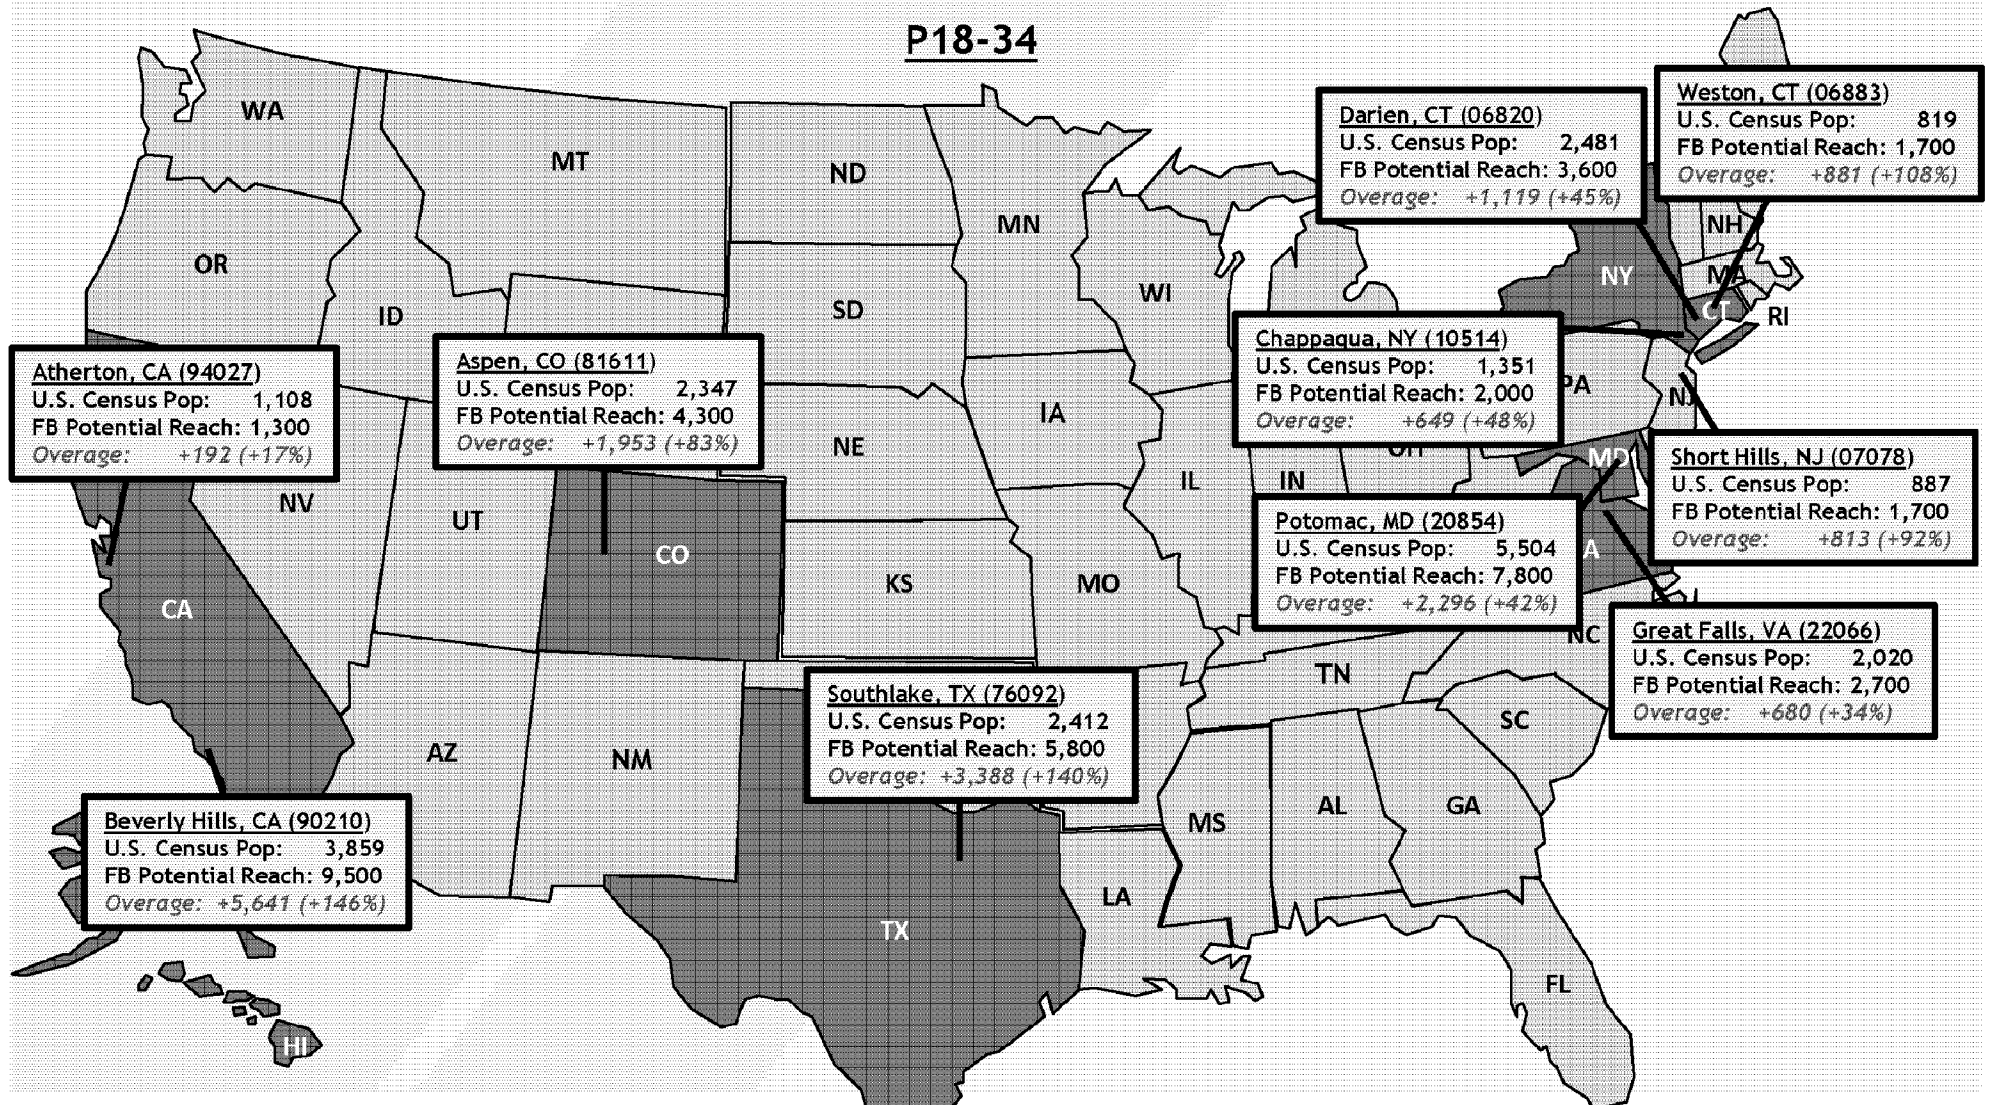 P18-34
WA
MT
ND
MN
OR
ID
SD
WI
NH
NY
MA
CT
RI
Weston, CT (06883)
U.S. Census Pop: 819
FB Potential Reach: 1,700
Overage: +881 (+108%)
Darien, CT (06820)
U.S. Census Pop: 2,481
FB Potential Reach: 3,600
Overage: +1,119 (+45%)
Chappaqua, NY (10514)
U.S. Census Pop: 1,351
FB Potential Reach: 2,000
Overage: +649 (+48%)
Atherton, CA (94027)
U.S. Census Pop: 1,108
FB Potential Reach: 1,300
Overage: +192 (+17%)
Aspen, CO (81611)
U.S. Census Pop: 2,347
FB Potential Reach: 4,300
Overage: +1,953 (+83%)
IA
PA
NJ
NE
OH
MD
NV
UT
IL
IN
Short Hills, NJ (07078)
U.S. Census Pop: 887
FB Potential Reach: 1,700
Overage: +813 (+92%)
Potomac, MD (20854)
U.S. Census Pop: 5,504
FB Potential Reach: 7,800
Overage: +2,296 (+42%)
CO
KS
MO
CA
A
NC
Great Falls, VA (22066)
U.S. Census Pop: 2,020
FB Potential Reach: 2,700
Overage: +680 (+34%)
TN
SC
Southlake, TX (76092)
U.S. Census Pop: 2,412
FB Potential Reach: 5,800
Overage: +3,388 (+140%)
AZ
NM
MS
AL
GA
Beverly Hills, CA (90210)
U.S. Census Pop: 3,859
FB Potential Reach: 9,500
Overage: +5,641 (+146%)
LA
TX
FL
HI